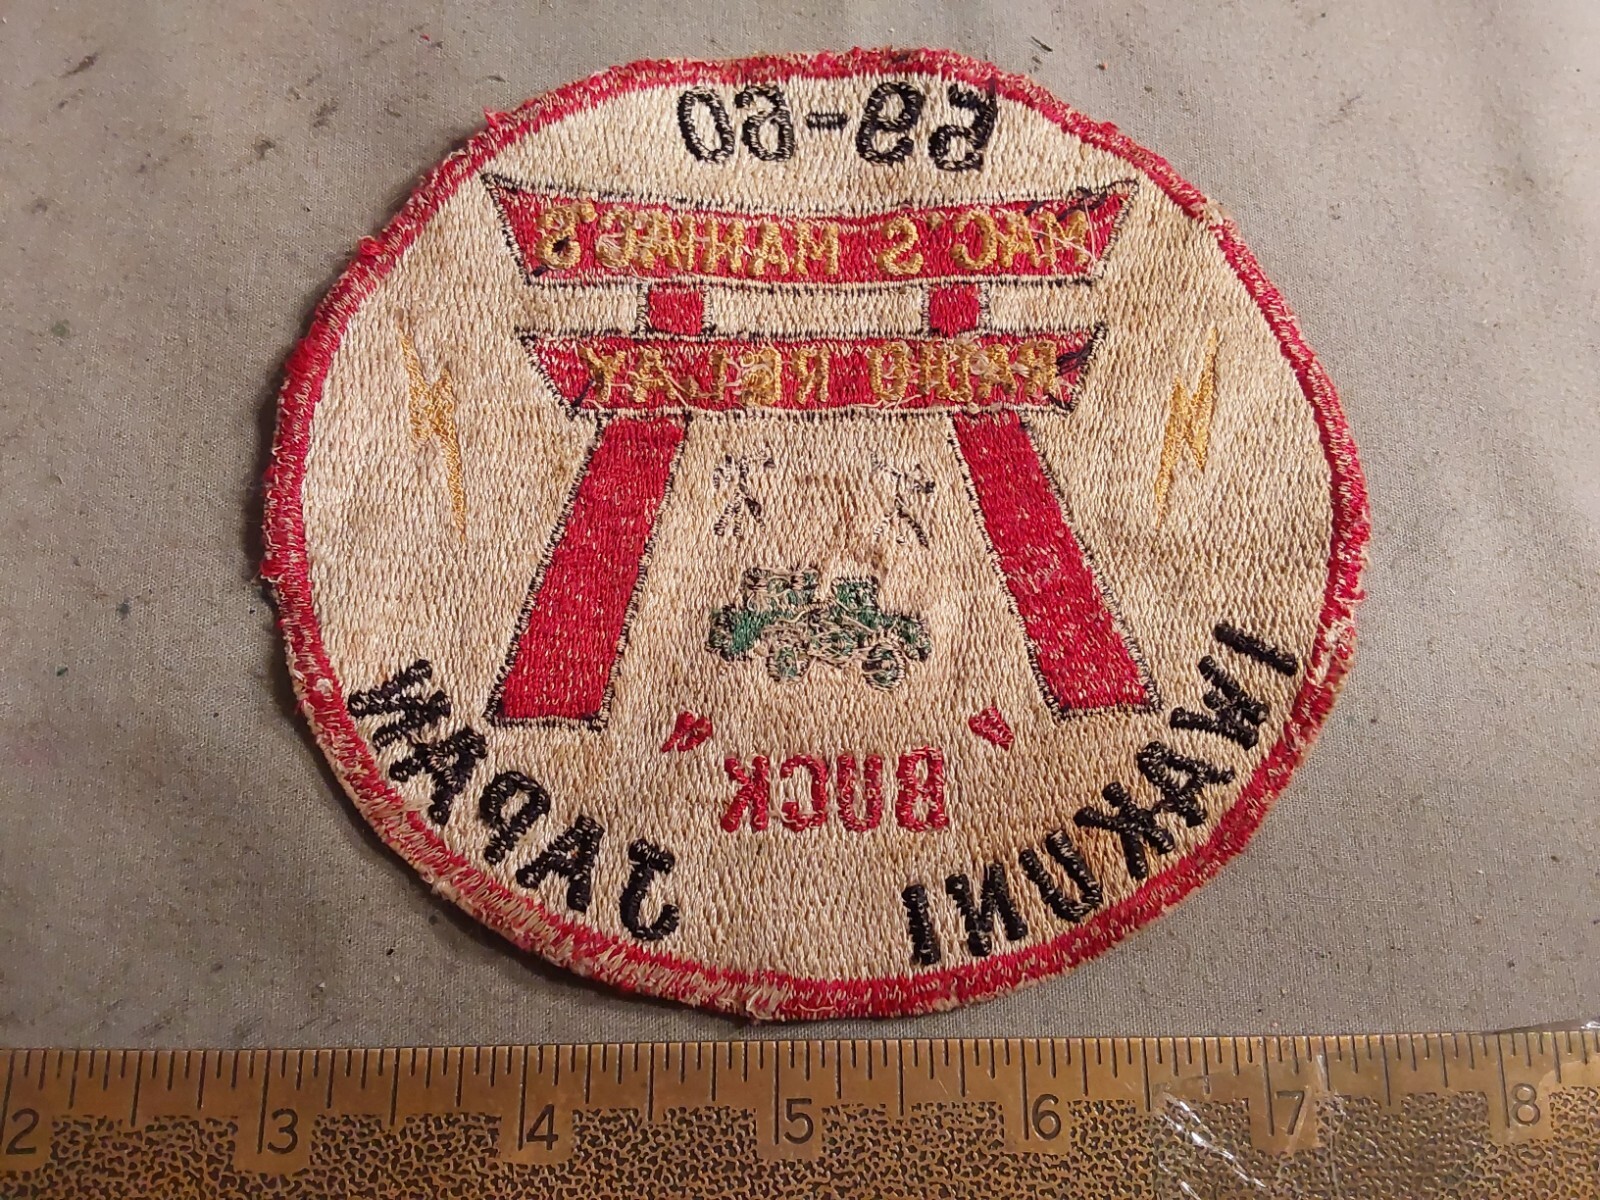 59-60
MAC'S MANIAC'S
RADIO RELAY
BUCK
IWAKUNI
JAPAN
2 3 4 5 6 7 8